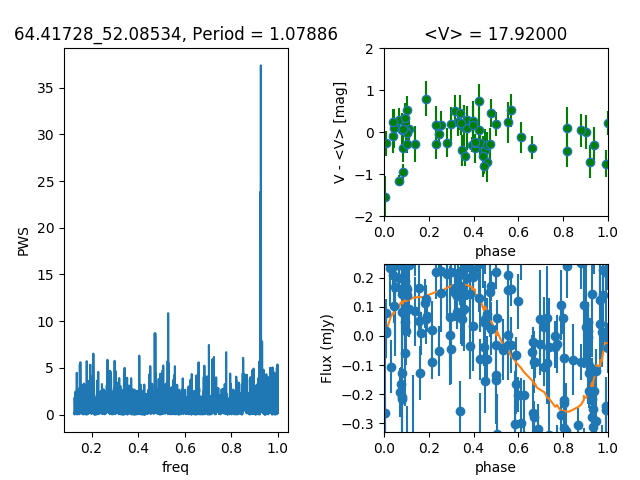 64.41728_52.08534, Period = 1.07886
PWS
35
30
25
20
15
10
5
0
0.2 0.4 0.6 0.8 1.0
freq
<V> = 17.92000
V - <V> [mag]
2
1
0
−1
−2
0.0 0.2 0.4 0.6 0.8 1.0
phase
Flux (mJy)
0.2
0.1
0.0
−0.1
−0.2
−0.3
0.0 0.2 0.4 0.6 0.8 1.0
phase